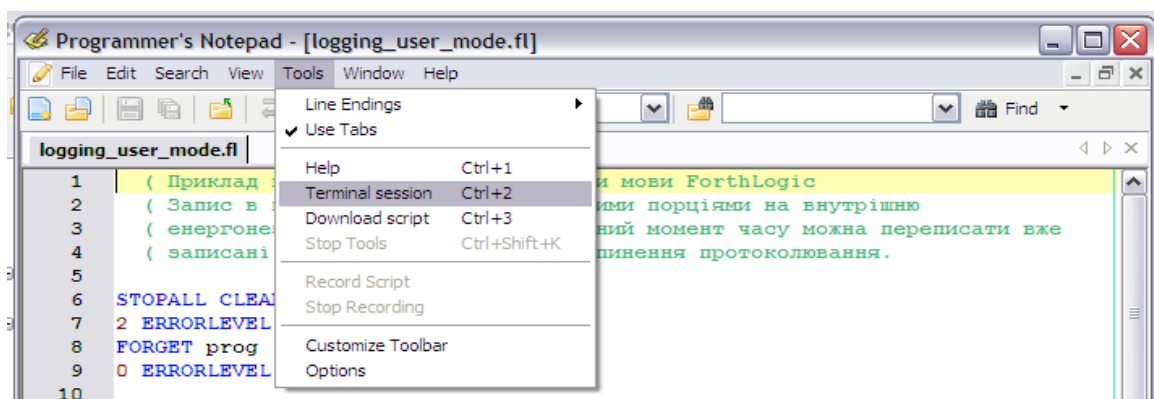 Programmer's Notepad - [logging_user_mode.fl]
File Edit Search View Tools Window Help
Find
logging_user_mode.fl
Line Endings
Use Tabs
Help Ctrl+1
Terminal session Ctrl+2
Download script Ctrl+3
Stop Tools Ctrl+Shift+K
Record Script
Stop Recording
Customize Toolbar
Options
1 ( Приклад и мови ForthLogic
2 ( Запис в ими порціями на внутрішню
3 ( енергоне ний момент часу можна переписати вже
4 ( записані пинення протоколювання.
5
6 STOPALL CLEA
7 2 ERRORLEVEL
8 FORGET prog
9 0 ERRORLEVEL
10